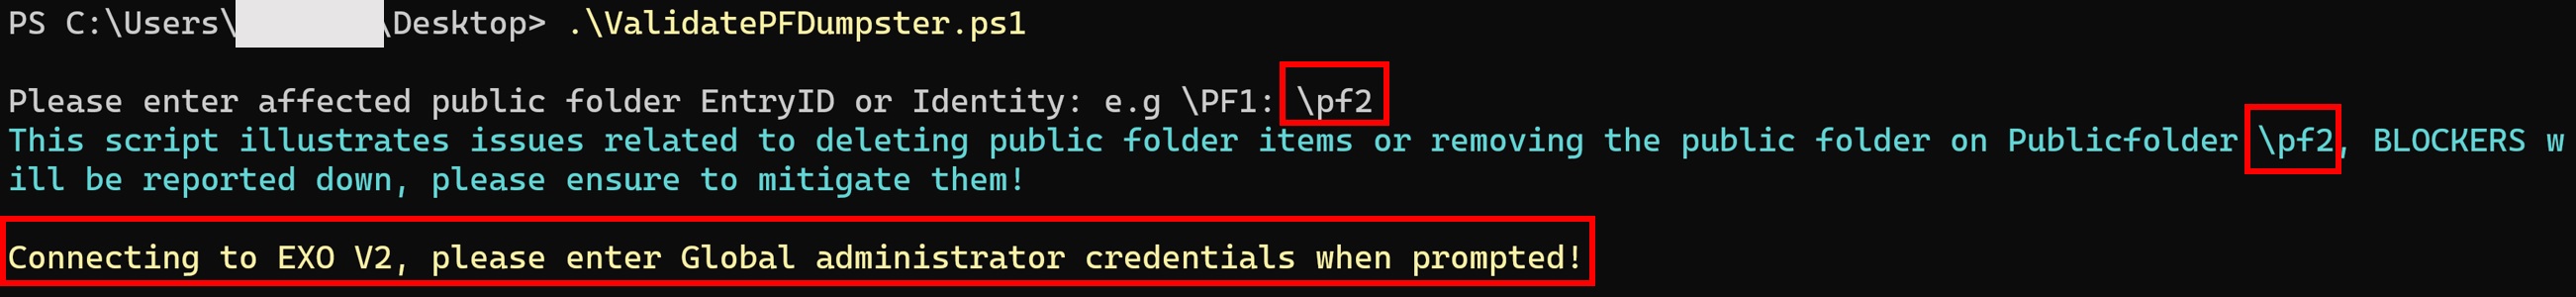 PS C:\Users\ \Desktop> .\ValidatePFDumpster.ps1
Please enter affected public folder EntryID or Identity: e.g \PF1: \pf2
This script illustrates issues related to deleting public folder items or removing the public folder on Publicfolder \pf2, BLOCKERS w
ill be reported down, please ensure to mitigate them!
Connecting to EXO V2, please enter Global administrator credentials when prompted!